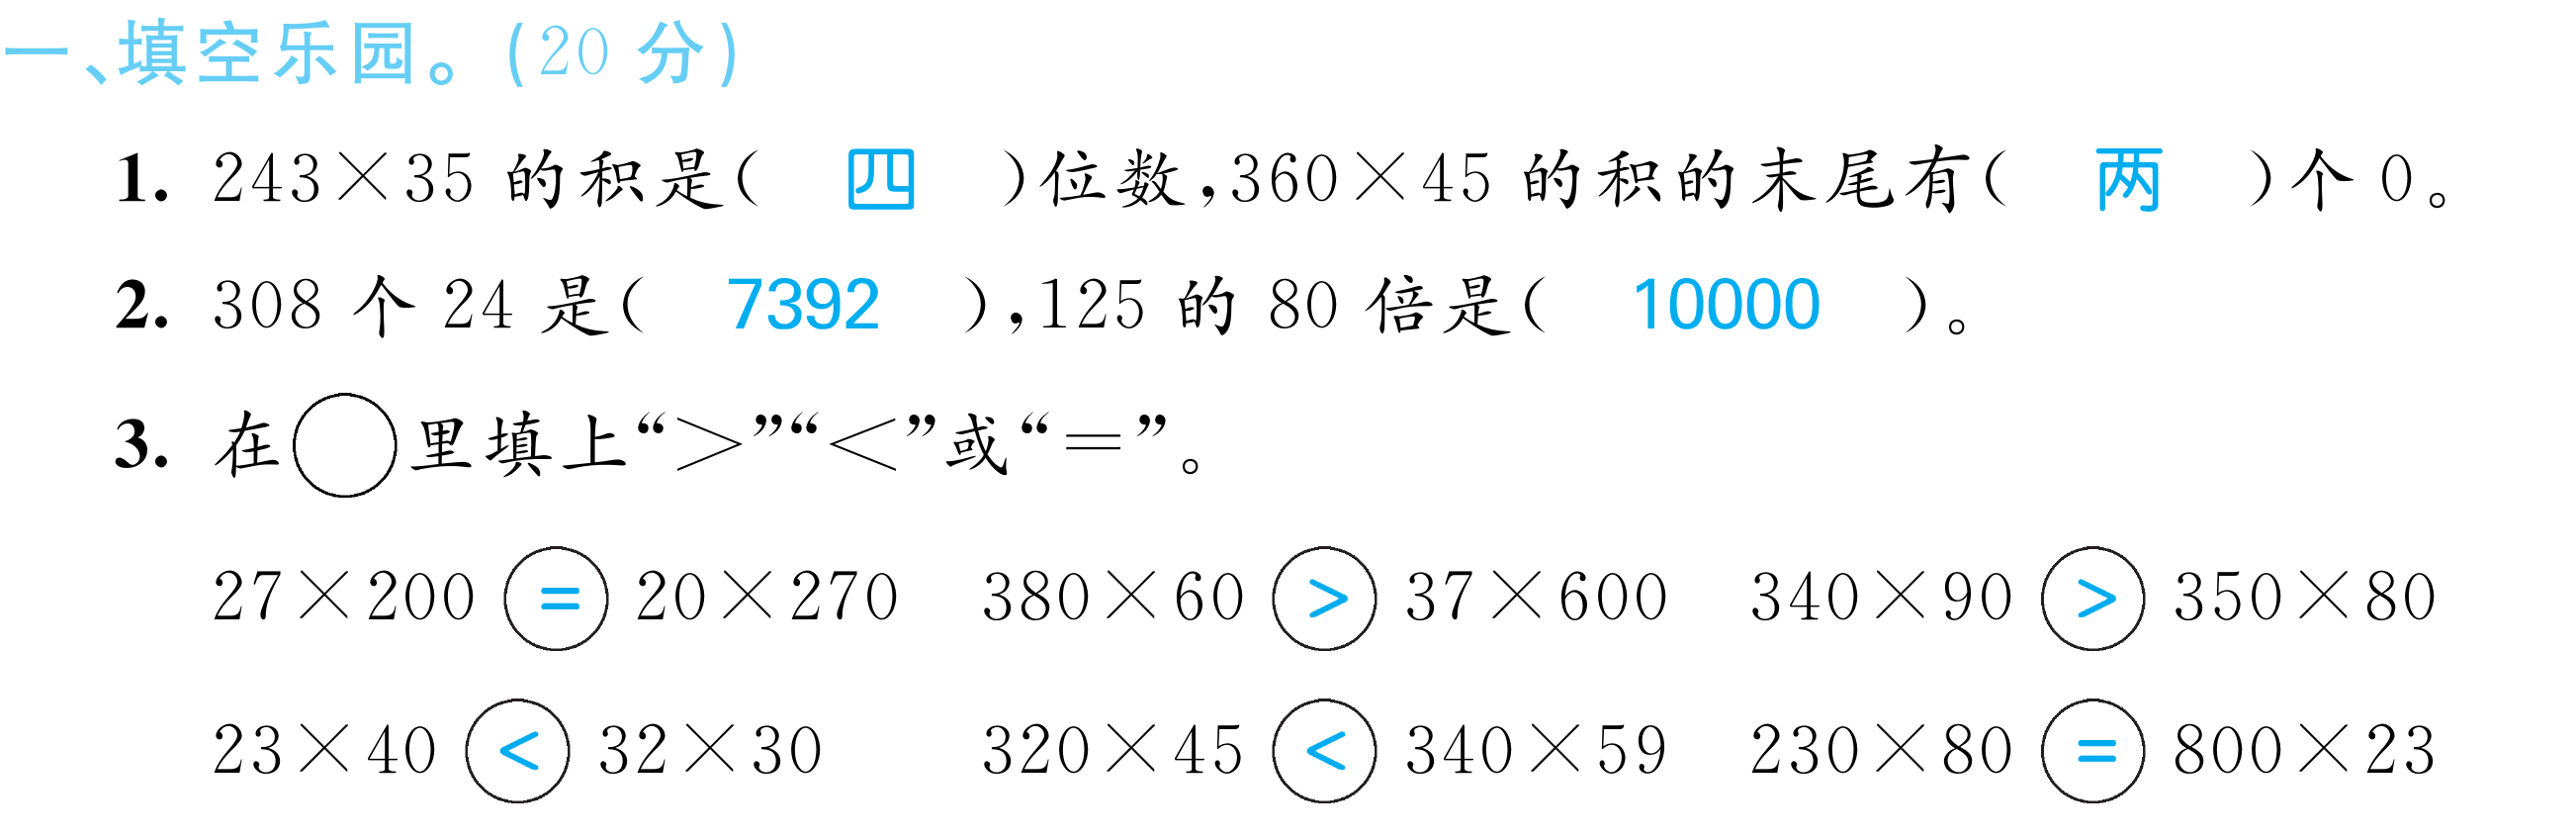 一、填空乐园。(20 分)
1. 243×35 的积是( 四 )位数,360×45 的积的末尾有( 两 )个 0。
2. 308 个 24 是( 7392 ),125 的 80 倍是( 10000 )。
3. 在○里填上“>”“<”或“=”。
27×200 = 20×270 380×60 > 37×600 340×90 > 350×80
23×40 < 32×30 320×45 < 340×59 230×80 = 800×23